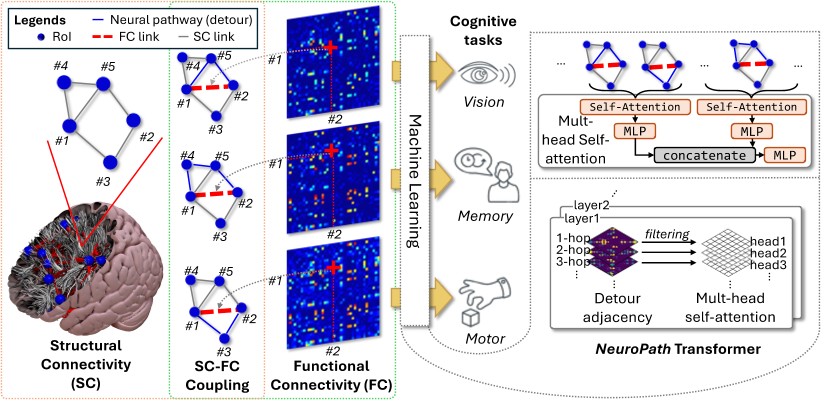 Legends
Neural pathway (detour)
RoI
FC link
SC link
#4
#5
#1
#2
#3
Structural
Connectivity
(SC)
#4
#5
#1
#2
#3
#4
#5
#1
#2
#3
#4
#5
#1
#2
#3
SC-FC
Coupling
#1
#2
#1
#2
#1
#2
Functional
Connectivity (FC)
Machine Learning
Cognitive
tasks
Vision
Memory
Motor
...
...
...
Self-Attention
Self-Attention
Mult-
head Self-
attention
MLP
MLP
concatenate
MLP
layer2
layer1
1-hop
2-hop
3-hop
filtering
head1
head2
head3
Detour
adjacency
Mult-head
self-attention
NeuroPath Transformer